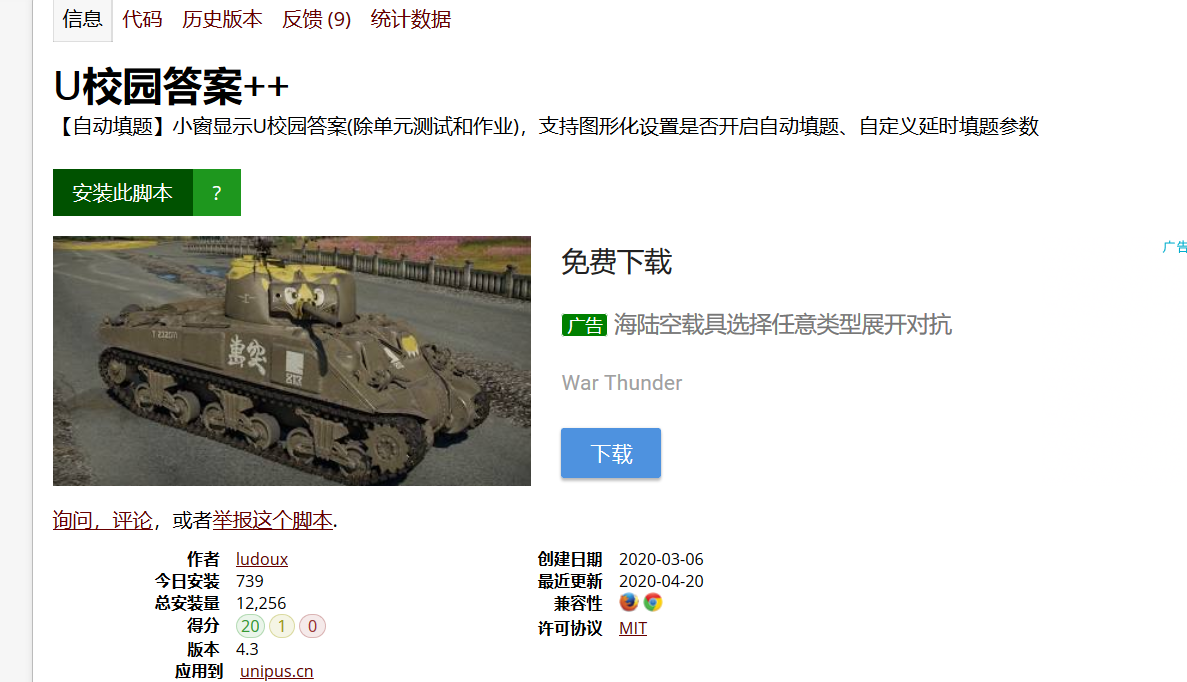 信息 代码 历史版本 反馈 (9) 统计数据
U校园答案++
【自动填题】小窗显示U校园答案(除单元测试和作业)，支持图形化设置是否开启自动填题、自定义延时填题参数
安装此脚本 ?
免费下载
广告
广告 海陆空载具选择任意类型展开对抗
War Thunder
下载
询问，评论，或者举报这个脚本.
作者 ludoux
今日安装 739
总安装量 12,256
得分 20 1 0
版本 4.3
应用到 unipus.cn
创建日期 2020-03-06
最近更新 2020-04-20
兼容性
许可协议 MIT